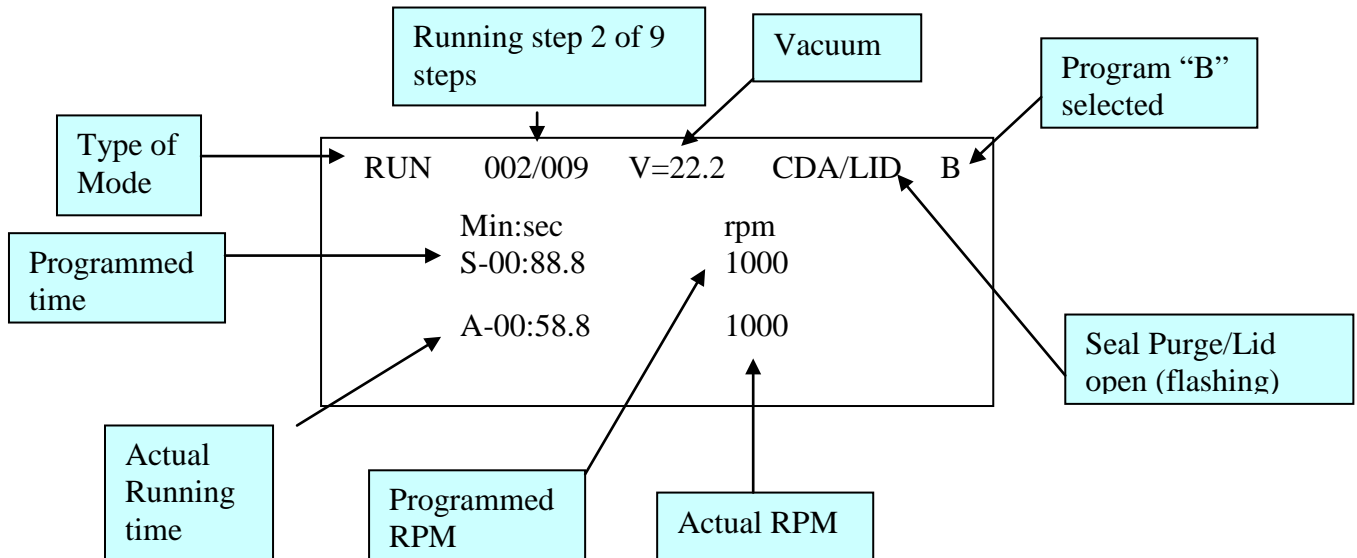 Running step 2 of 9
steps
Vacuum
Program “B”
selected
Type of
Mode
RUN 002/009 V=22.2 CDA/LID B
Min:sec rpm
S-00:88.8 1000
A-00:58.8 1000
Programmed
time
Seal Purge/Lid
open (flashing)
Actual
Running
time
Programmed
RPM
Actual RPM